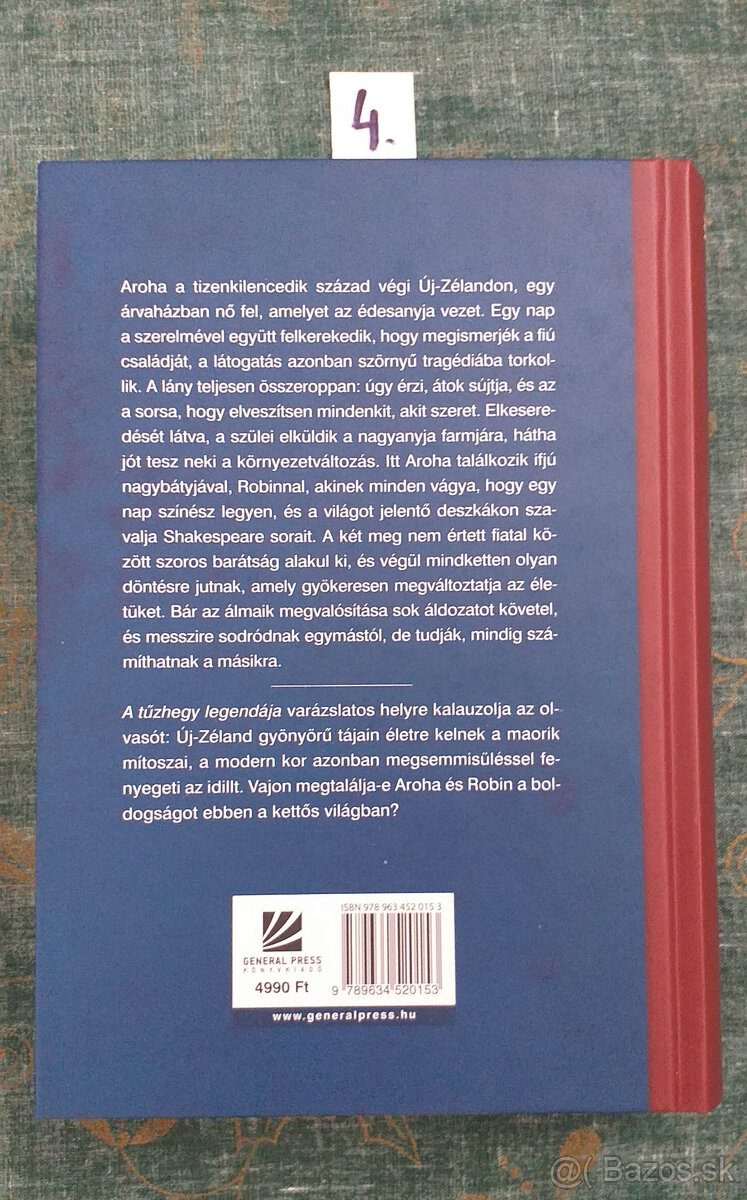 4.
Aroha a tizenkilencedik század végi Új-Zélandon, egy
árvaházban nő fel, amelyet az édesanyja vezet. Egy nap
a szerelmével együtt felkerekedik, hogy megismerjék a fiú
családját, a látogatás azonban szörnyű tragédiába torkol-
lik. A lány teljesen összeroppan: úgy érzi, átok sújtja, és az
a sorsa, hogy elveszítsen mindenkit, akit szeret. Elkesere-
dését látva, a szülei elküldik a nagyanyja farmjára, hátha
jót tesz neki a környezetváltozás. Itt Aroha találkozik ifjú
nagybátyjával, Robinnal, akinek minden vágya, hogy egy
nap színész legyen, és a világot jelentő deszkákon sza-
valja Shakespeare sorait. A két meg nem értett fiatal kö-
zött szoros barátság alakul ki, és végül mindketten olyan
döntésre jutnak, amely gyökeresen megváltoztatja az éle-
tüket. Bár az álmaik megvalósítása sok áldozatot követel,
és messzire sodródnak egymástól, de tudják, mindig szá-
míthatnak a másikra.
A tűzhegy legendája varázslatos helyre kalauzolja az ol-
vasót: Új-Zéland gyönyörű tájain életre kelnek a maorik
mítoszai, a modern kor azonban megsemmisüléssel fe-
nyegeti az idillt. Vajon megtalálja-e Aroha és Robin a bol-
dogságot ebben a kettős világban?
ISBN 978 963 452 015 3
GENERAL PRESS
KÖNYVKIADÓ
4990 Ft
9 789634 520153
www.generalpress.hu
@( Bazos.sk